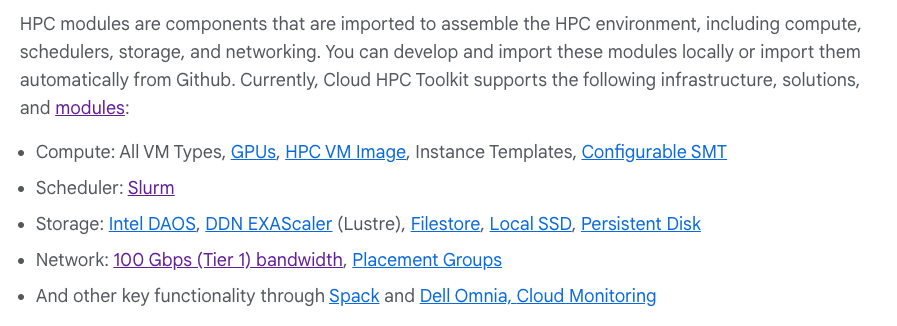 HPC modules are components that are imported to assemble the HPC environment, including compute,
schedulers, storage, and networking. You can develop and import these modules locally or import them
automatically from Github. Currently, Cloud HPC Toolkit supports the following infrastructure, solutions,
and modules:
• Compute: All VM Types, GPUs, HPC VM Image, Instance Templates, Configurable SMT
• Scheduler: Slurm
• Storage: Intel DAOS, DDN EXAScaler (Lustre), Filestore, Local SSD, Persistent Disk
• Network: 100 Gbps (Tier 1) bandwidth, Placement Groups
• And other key functionality through Spack and Dell Omnia, Cloud Monitoring